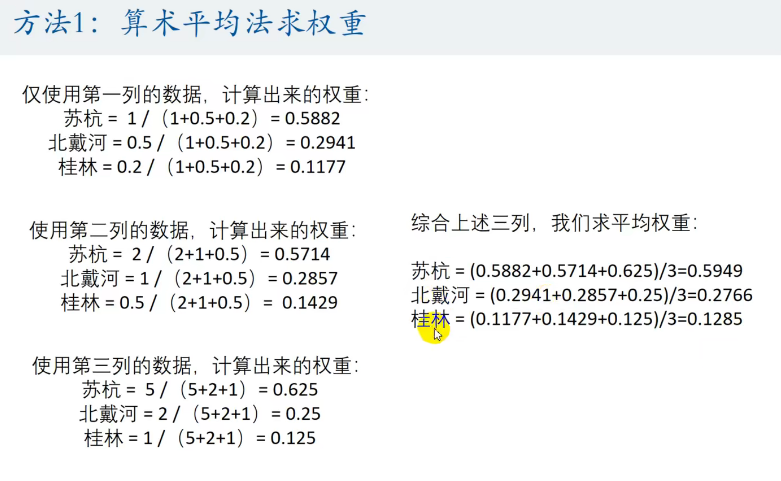 方法1：算术平均法求权重
仅使用第一列的数据，计算出来的权重：
苏杭 = 1 /（1+0.5+0.2）= 0.5882
北戴河 = 0.5 /（1+0.5+0.2）= 0.2941
桂林 = 0.2 /（1+0.5+0.2）= 0.1177
使用第二列的数据，计算出来的权重：
苏杭 = 2 /（2+1+0.5）= 0.5714
北戴河 = 1 /（2+1+0.5）= 0.2857
桂林 = 0.5 /（2+1+0.5）= 0.1429
使用第三列的数据，计算出来的权重：
苏杭 = 5 /（5+2+1）= 0.625
北戴河 = 2 /（5+2+1）= 0.25
桂林 = 1 /（5+2+1）= 0.125
综合上述三列，我们求平均权重：
苏杭 = (0.5882+0.5714+0.625)/3=0.5949
北戴河 = (0.2941+0.2857+0.25)/3=0.2766
桂林 = (0.1177+0.1429+0.125)/3=0.1285